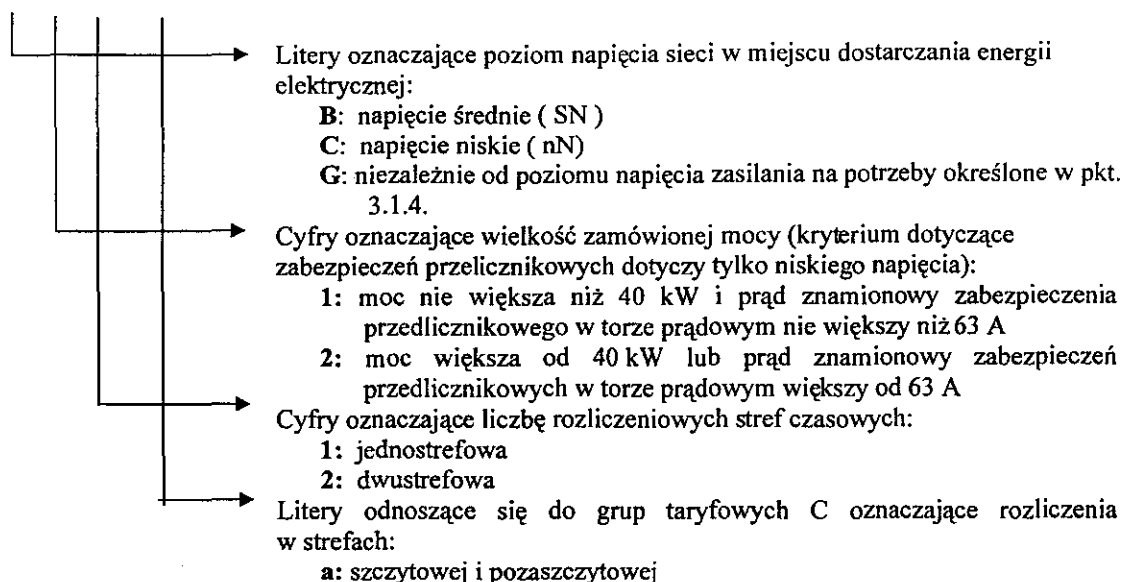 Litery oznaczające poziom napięcia sieci w miejscu dostarczania energii
elektrycznej:
B: napięcie średnie ( SN )
C: napięcie niskie ( nN)
G: niezależnie od poziomu napięcia zasilania na potrzeby określone w pkt.
3.1.4.
Cyfry oznaczające wielkość zamówionej mocy (kryterium dotyczące
zabezpieczeń przelicznikowych dotyczy tylko niskiego napięcia):
1: moc nie większa niż 40 kW i prąd znamionowy zabezpieczenia
przedlicznikowego w torze prądowym nie większy niż 63 A
2: moc większa od 40 kW lub prąd znamionowy zabezpieczeń
przedlicznikowych w torze prądowym większy od 63 A
Cyfry oznaczające liczbę rozliczeniowych stref czasowych:
1: jednostrefowa
2: dwustrefowa
Litery odnoszące się do grup taryfowych C oznaczające rozliczenia
w strefach:
a: szczytowej i pozaszczytowej